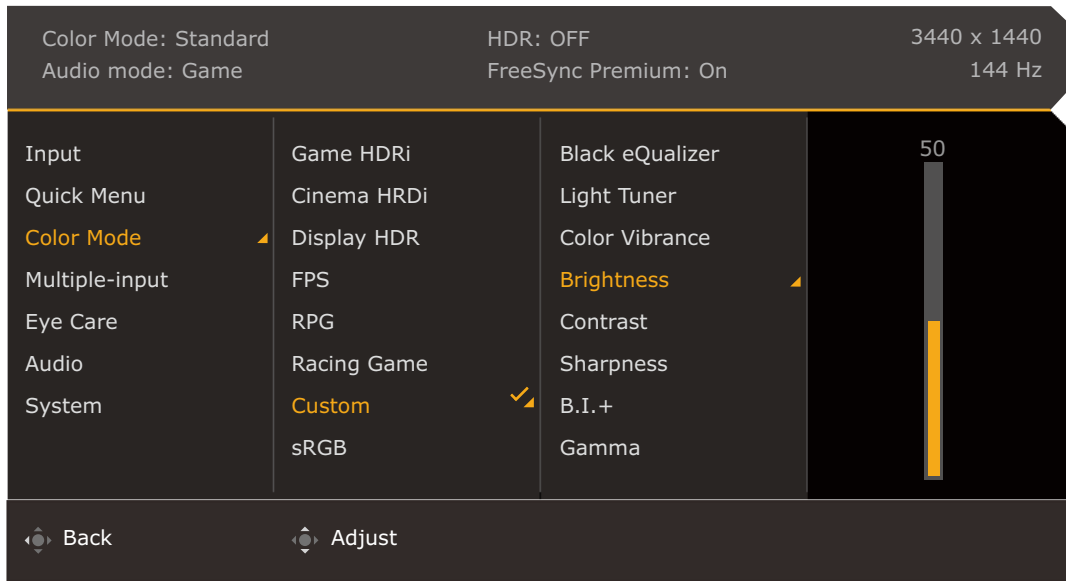 Color Mode: Standard
HDR: OFF
3440 x 1440
Audio mode: Game
FreeSync Premium: On
144 Hz
Input
Quick Menu
Color Mode
Multiple-input
Eye Care
Audio
System
Game HDRi
Cinema HRDi
Display HDR
FPS
RPG
Racing Game
Custom
sRGB
Black eQualizer
Light Tuner
Color Vibrance
Brightness
Contrast
Sharpness
B.I.+
Gamma
50
Back
Adjust